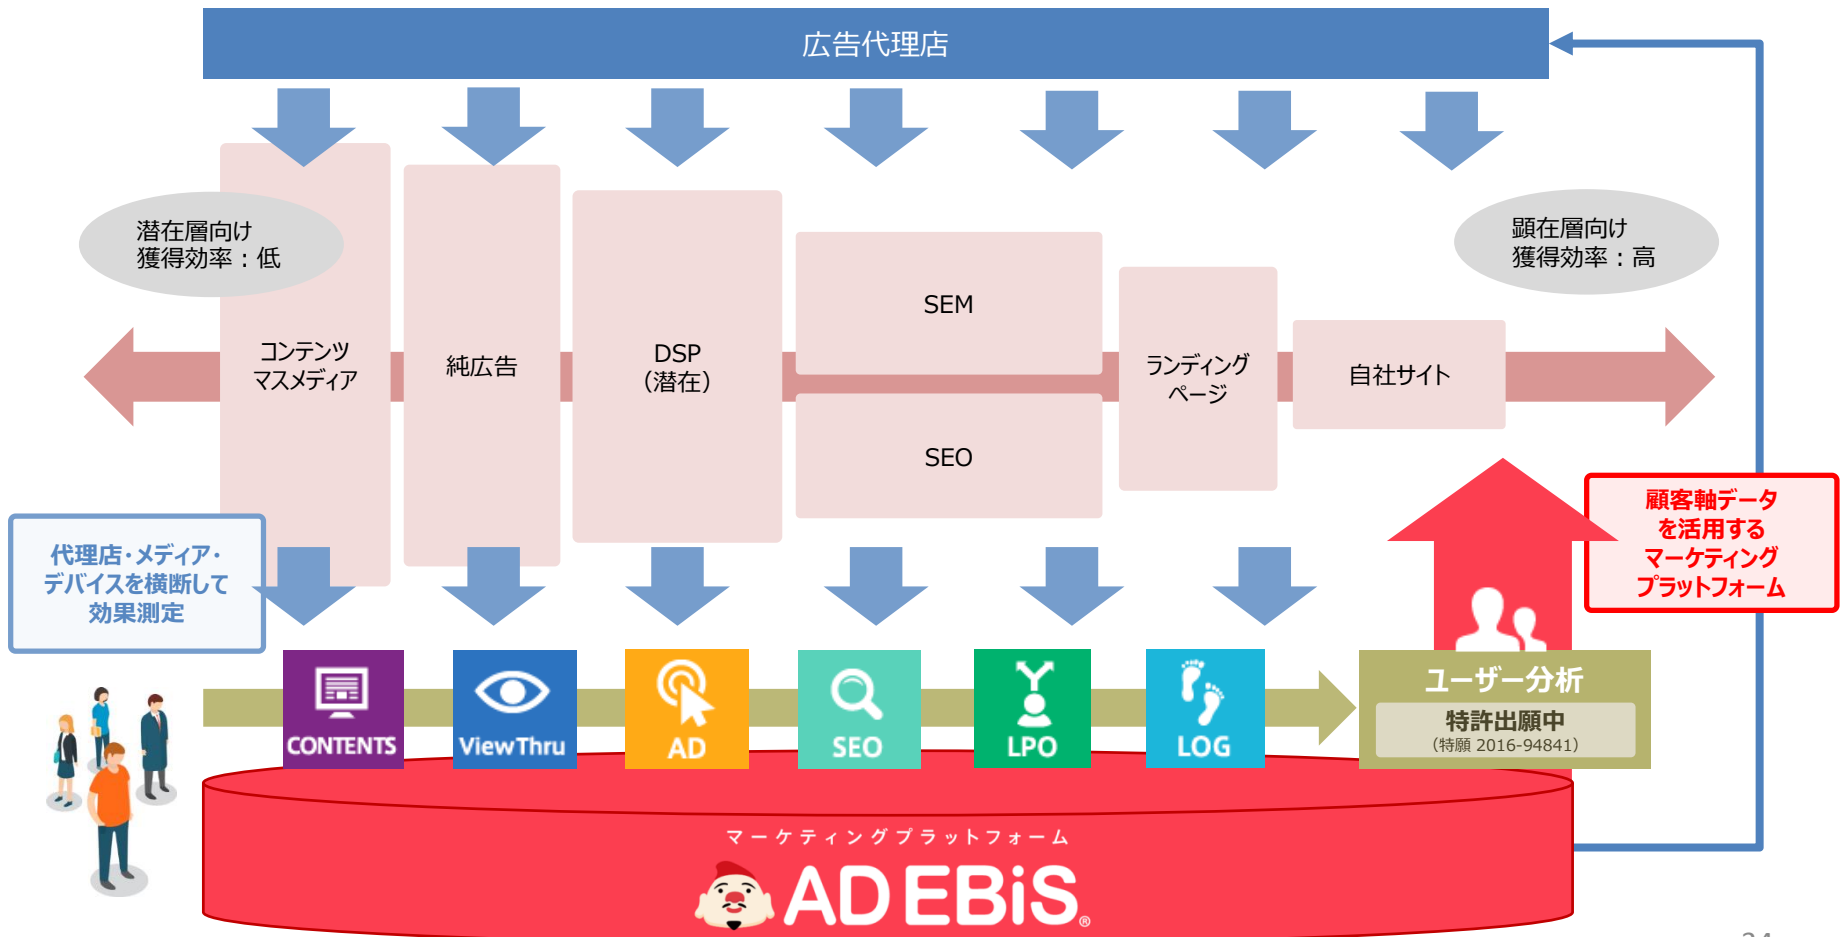 広告代理店
潜在層向け
獲得効率：低
顕在層向け
獲得効率：高
コンテンツ
マスメディア
純広告
DSP
（潜在）
SEM
SEO
ランディング
ページ
自社サイト
代理店・メディア・
デバイスを横断して
効果測定
顧客軸データ
を活用する
マーケティング
プラットフォーム
CONTENTS
ViewThru
AD
SEO
LPO
LOG
ユーザー分析
特許出願中
（特願 2016-94841）
マーケティングプラットフォーム
AD EBiS®